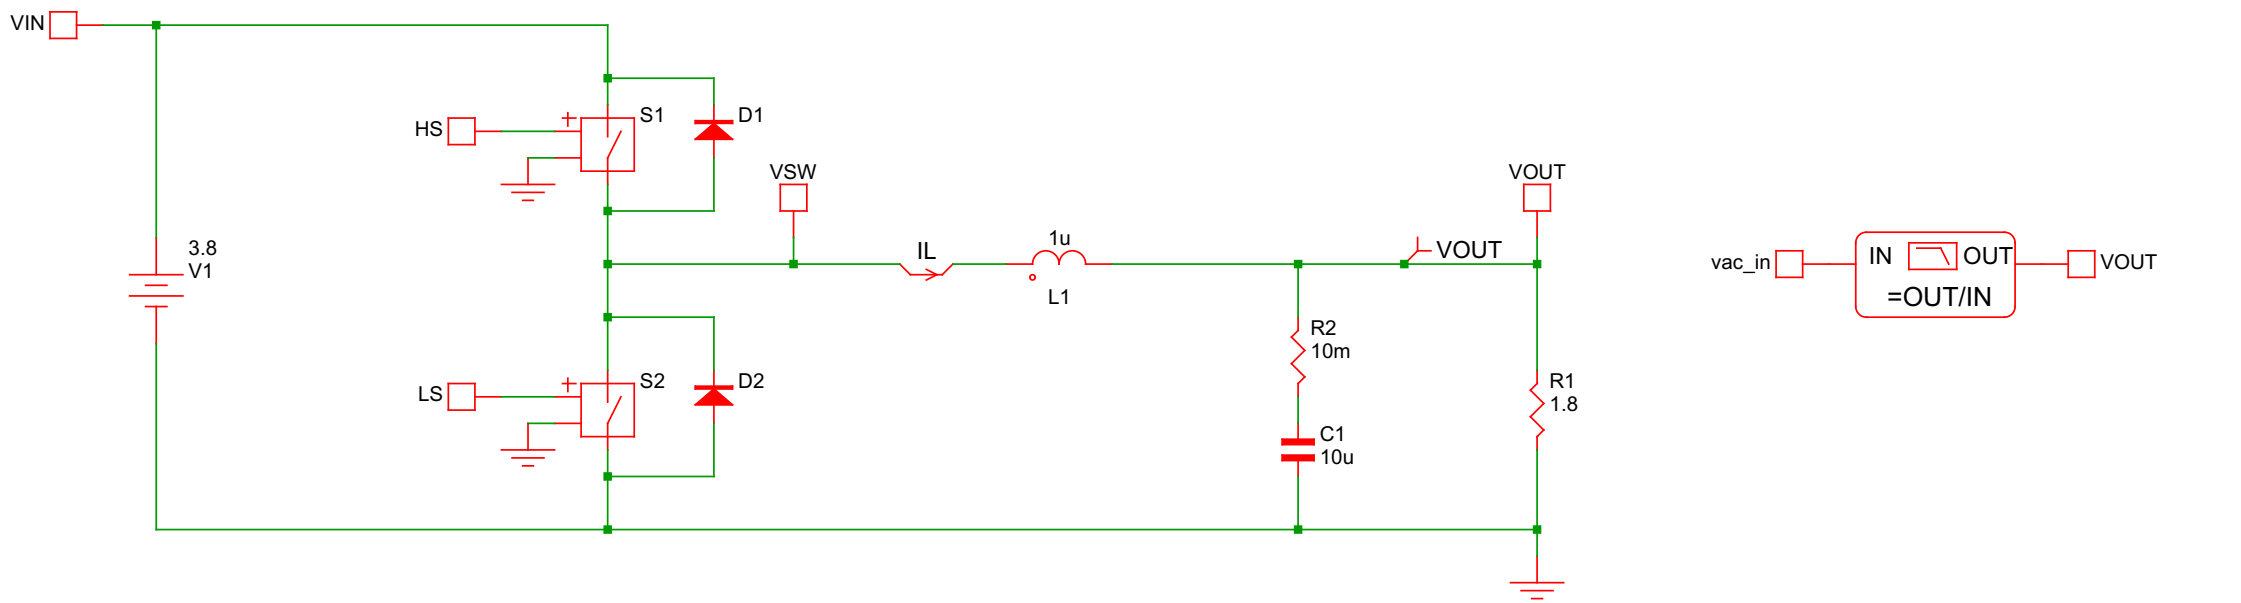 VIN
HS
+
S1
D1
VSW
VOUT
3.8
V1
IL
1u
L1
VOUT
vac_in
IN
OUT
=OUT/IN
VOUT
R2
10m
LS
+
S2
D2
R1
1.8
C1
10u